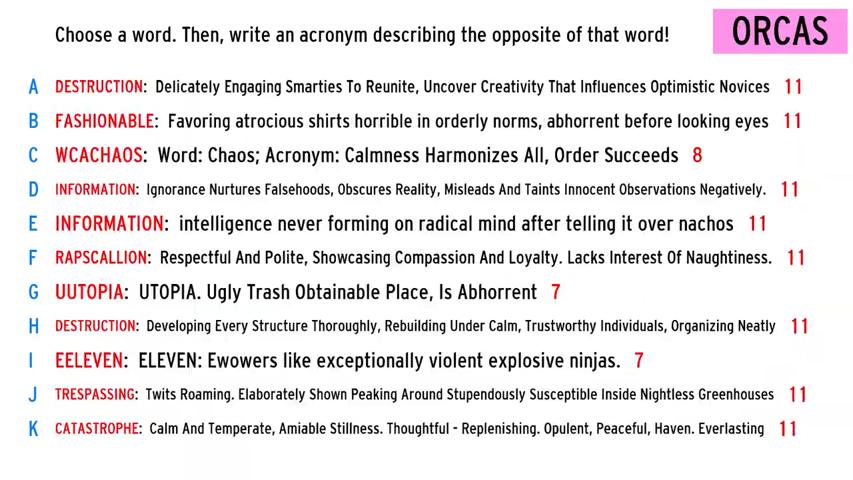 Choose a word. Then, write an acronym describing the opposite of that word!
ORCAS
A DESTRUCTION: Delicately Engaging Smarties To Reunite, Uncover Creativity That Influences Optimistic Novices 11
B FASHIONABLE: Favoring atrocious shirts horrible in orderly norms, abhorrent before looking eyes 11
C WCACHAOS: Word: Chaos; Acronym: Calmness Harmonizes All, Order Succeeds 8
D INFORMATION: Ignorance Nurtures Falsehoods, Obscures Reality, Misleads And Taints Innocent Observations Negatively. 11
E INFORMATION: intelligence never forming on radical mind after telling it over nachos 11
F RAPSCALLION: Respectful And Polite, Showcasing Compassion And Loyalty. Lacks Interest Of Naughtiness. 11
G UUTOPIA: UTOPIA. Ugly Trash Obtainable Place, Is Abhorrent 7
H DESTRUCTION: Developing Every Structure Thoroughly, Rebuilding Under Calm, Trustworthy Individuals, Organizing Neatly 11
I EELEVEN: ELEVEN: Ewowers like exceptionally violent explosive ninjas. 7
J TRESPASSING: Twits Roaming. Elaborately Shown Peaking Around Stupendously Susceptible Inside Nightless Greenhouses 11
K CATASTROPHE: Calm And Temperate, Amiable Stillness. Thoughtful - Replenishing. Opulent, Peaceful, Haven. Everlasting 11